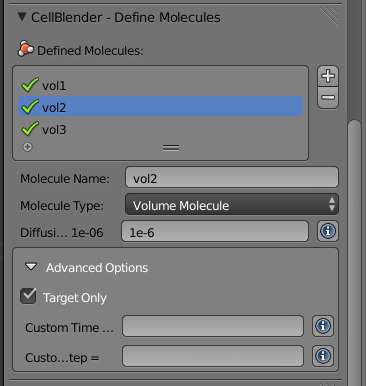 CellBlender - Define Molecules
Defined Molecules:
vol1
vol2
vol3
Molecule Name: vol2
Molecule Type: Volume Molecule
Diffusi... 1e-06 1e-6
Advanced Options
Target Only
Custom Time ...
Custo...tep =